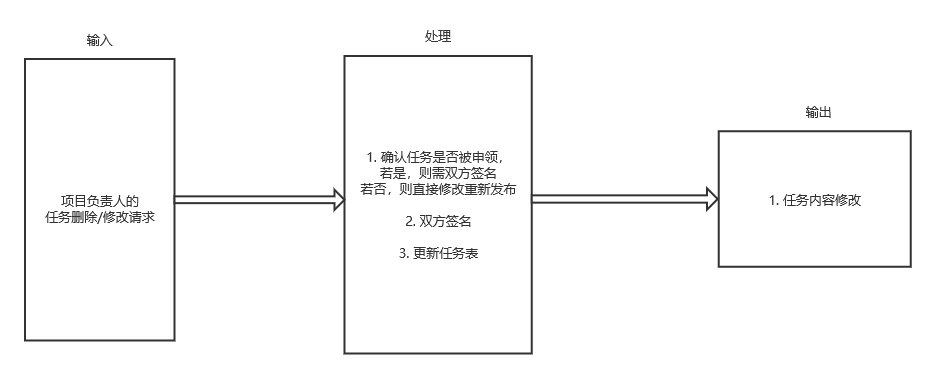 输入
项目负责人的
任务删除/修改请求
处理
1. 确认任务是否被申领，
若是，则需双方签名
若否，则直接修改重新发布
2. 双方签名
3. 更新任务表
输出
1. 任务内容修改